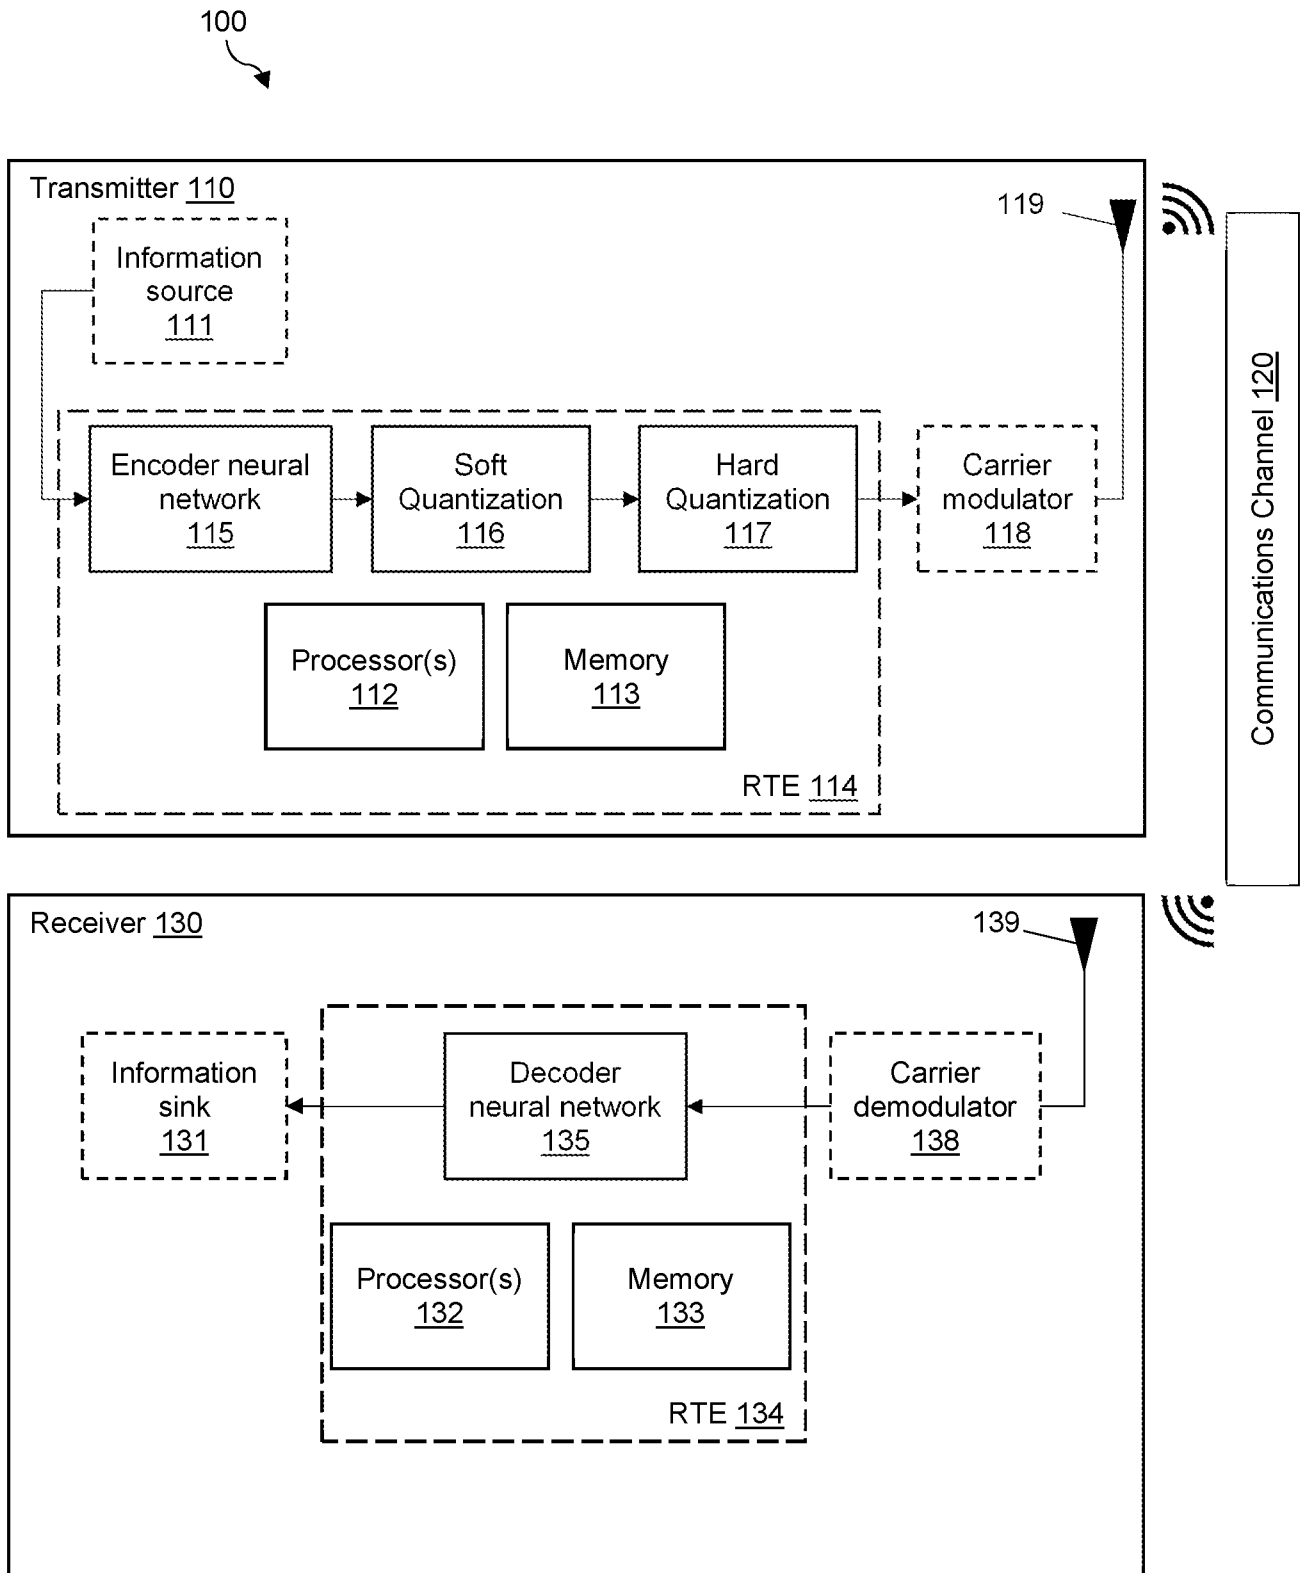 100
Transmitter 110
119
Information
source
111
Encoder neural
network
115
Soft
Quantization
116
Hard
Quantization
117
Carrier
modulator
118
Processor(s)
112
Memory
113
RTE 114
Communications Channel 120
Receiver 130
139
Information
sink
131
Decoder
neural network
135
Carrier
demodulator
138
Processor(s)
132
Memory
133
RTE 134